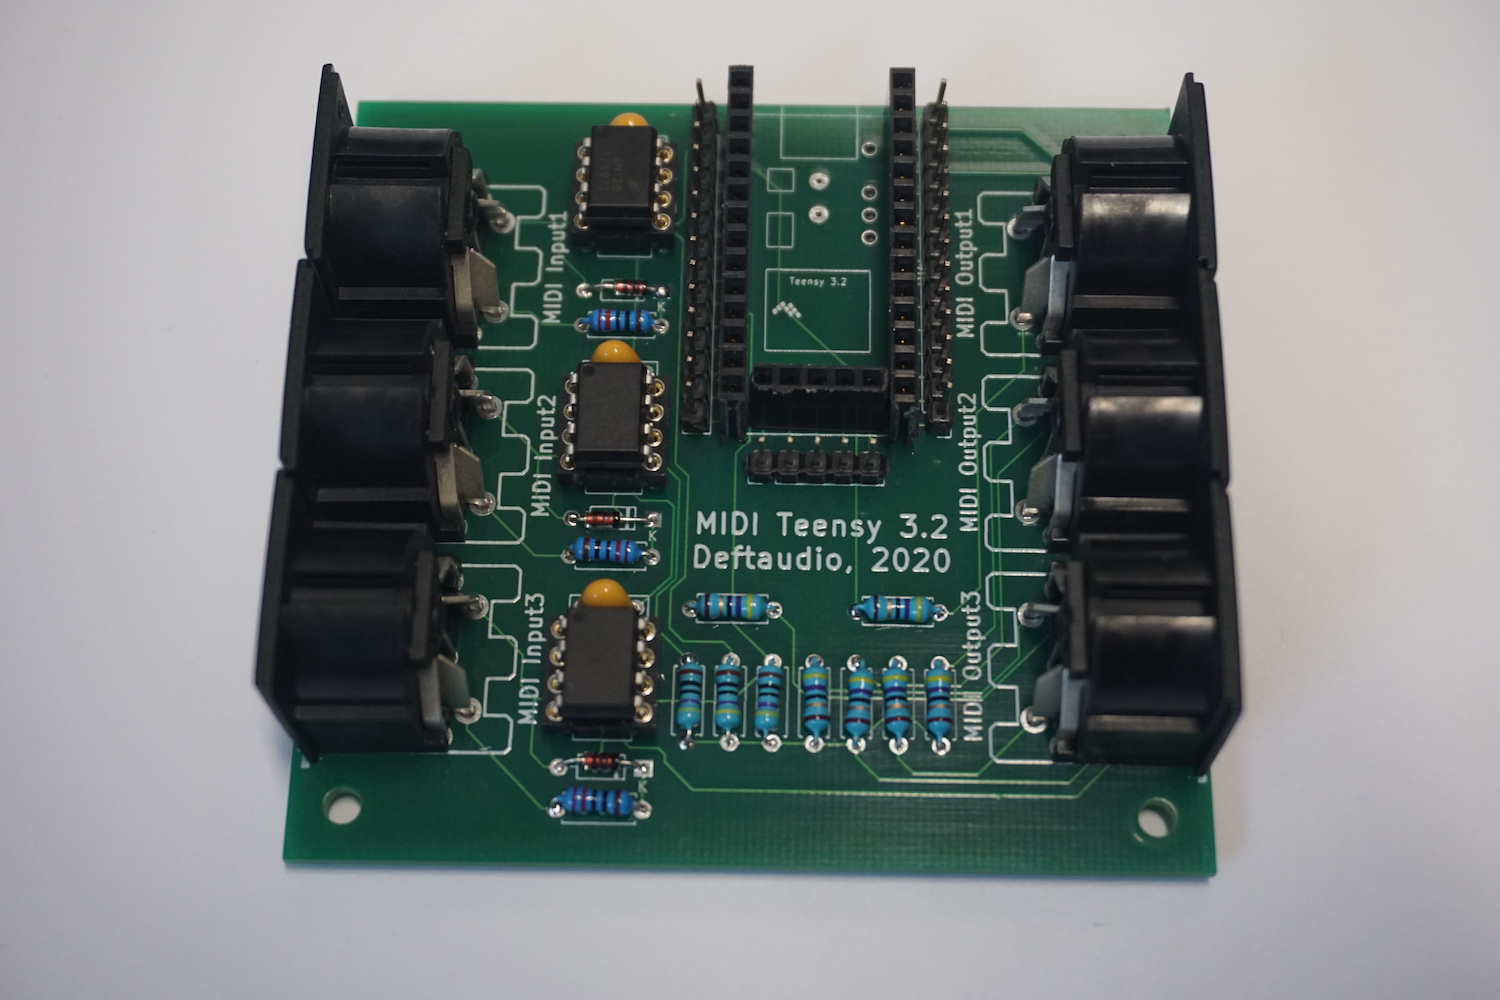 MIDI Input1
MIDI Output1
Teensy 3.2
MIDI Input2
MIDI Output2
MIDI Teensy 3.2
Deftaudio, 2020
MIDI Input3
MIDI Output3
K
K
K